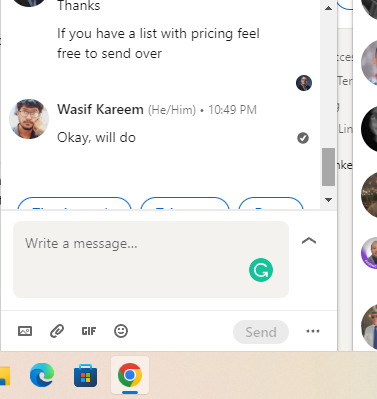 Thanks
If you have a list with pricing feel
free to send over
Wasif Kareem (He/Him) • 10:49 PM
Okay, will do
Write a message...
GIF
Send